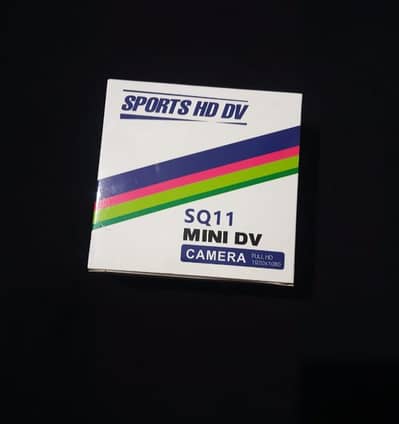 SPORTS HD DV
SQ11
MINI DV
CAMERA FULL HD
1920X1080